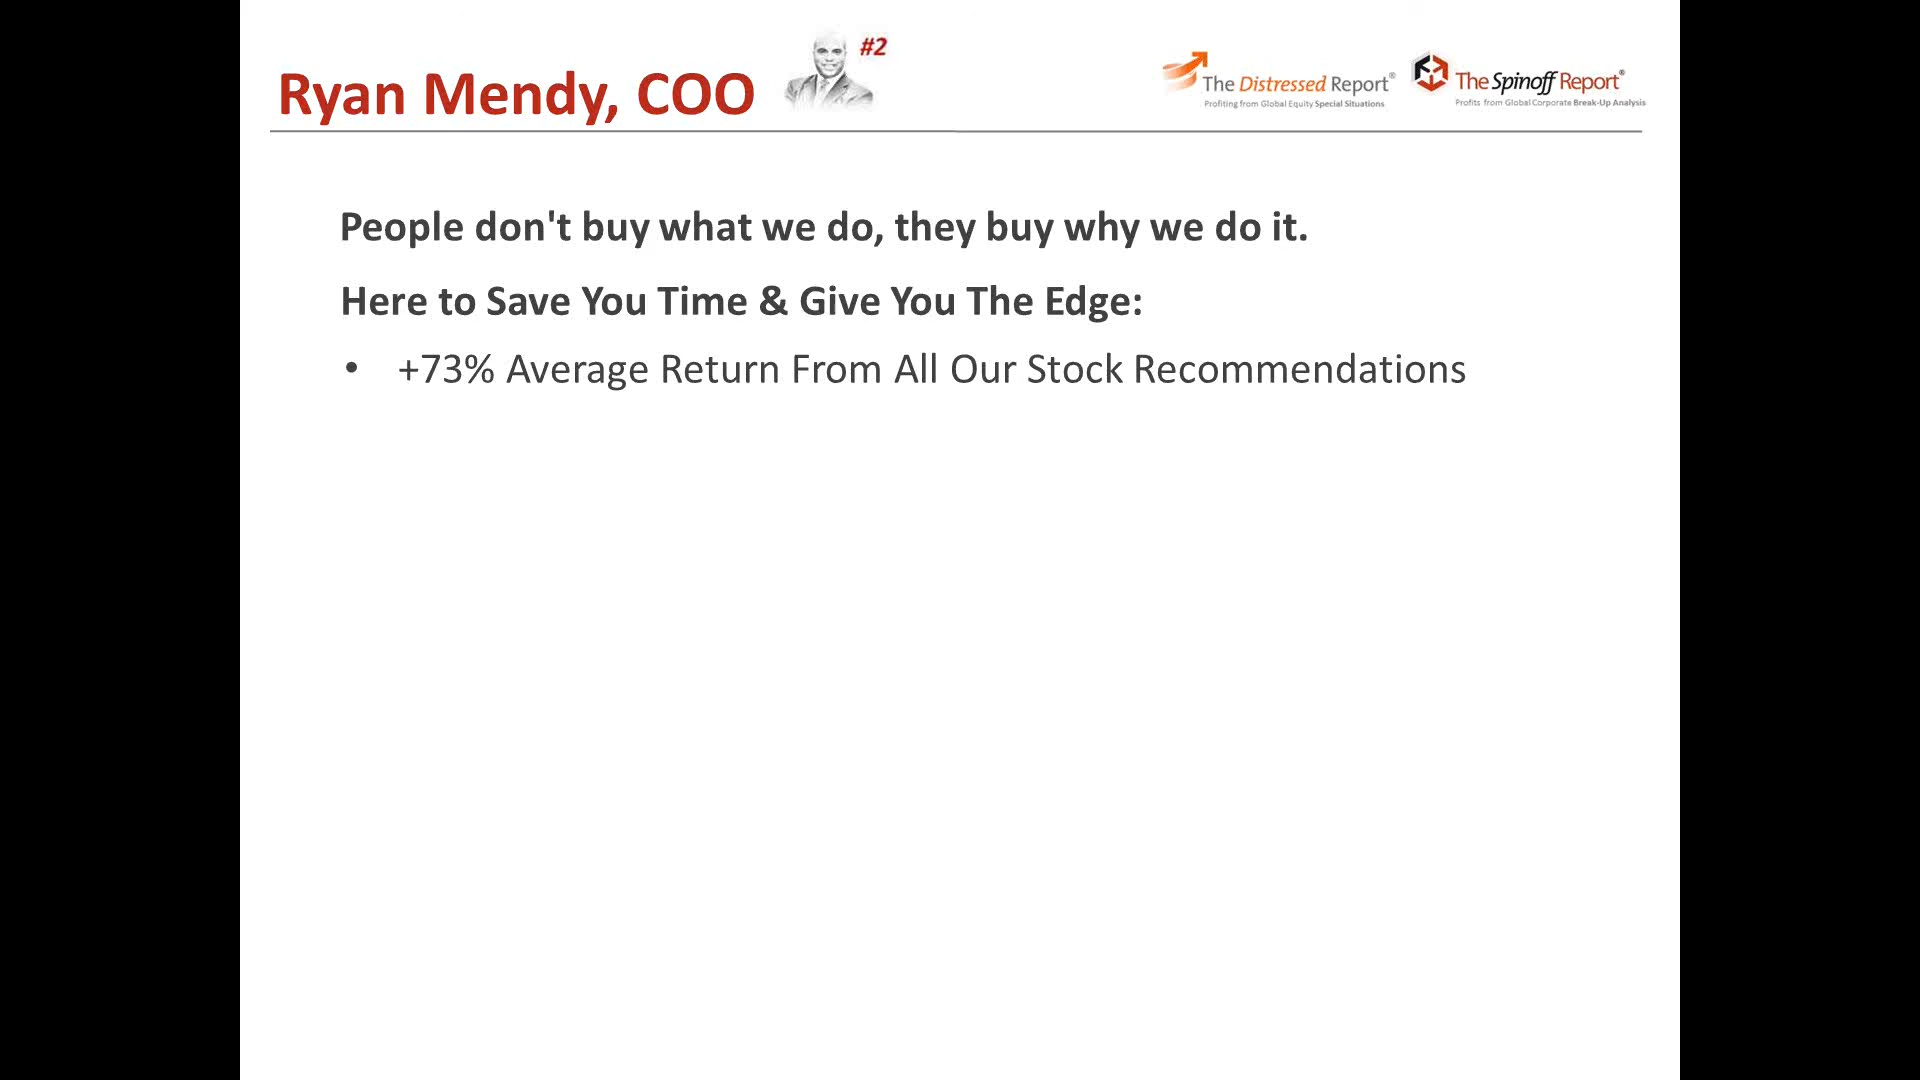 Ryan Mendy, COO
#2
The Distressed Report®
Profiting from Global Equity Special Situations
The Spinoff Report®
Profits from Global Corporate Break-Up Analysis
People don't buy what we do, they buy why we do it.
Here to Save You Time & Give You The Edge:
• +73% Average Return From All Our Stock Recommendations